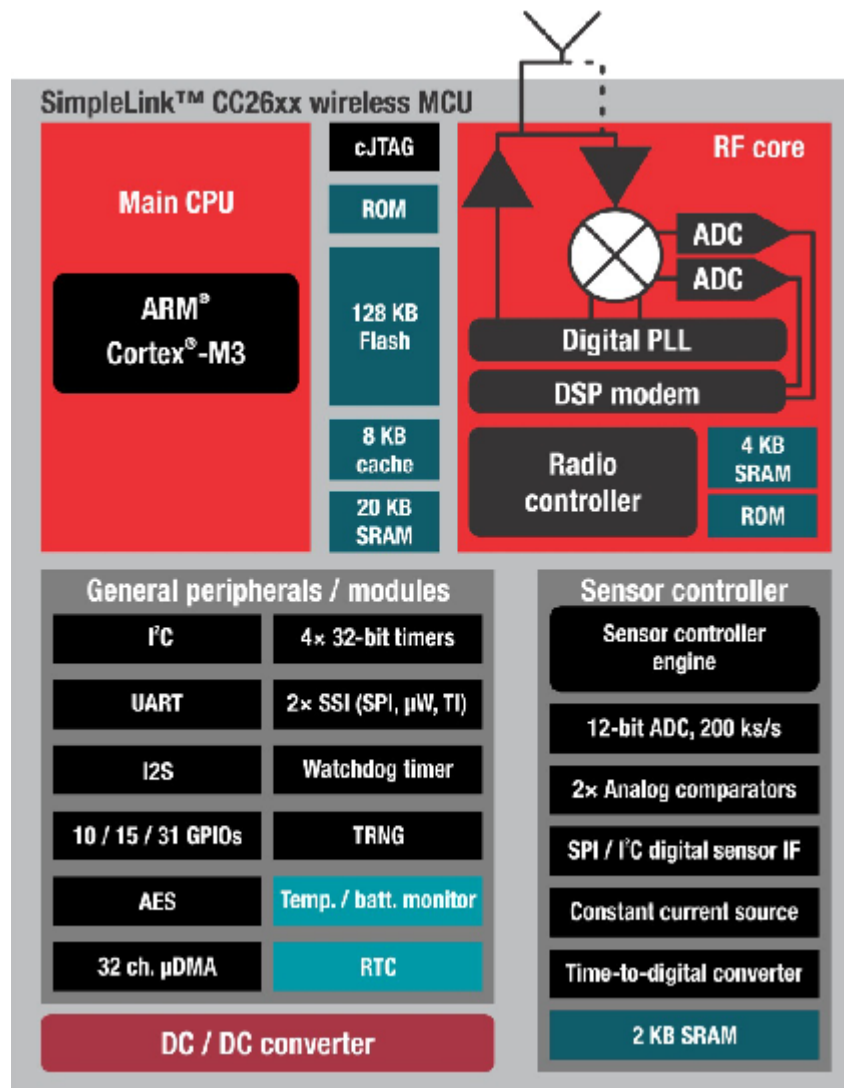 SimpleLink™ CC26xx wireless MCU
Main CPU
ARM®
Cortex®-M3
cJTAG
ROM
128 KB
Flash
8 KB
cache
20 KB
SRAM
RF core
ADC
ADC
Digital PLL
DSP modem
Radio
controller
4 KB
SRAM
ROM
General peripherals / modules
I²C
4× 32-bit timers
UART
2× SSI (SPI, µW, TI)
I2S
Watchdog timer
10 / 15 / 31 GPIOs
TRNG
AES
Temp. / batt. monitor
32 ch. µDMA
RTC
DC / DC converter
Sensor controller
Sensor controller
engine
12-bit ADC, 200 ks/s
2× Analog comparators
SPI / I²C digital sensor IF
Constant current source
Time-to-digital converter
2 KB SRAM